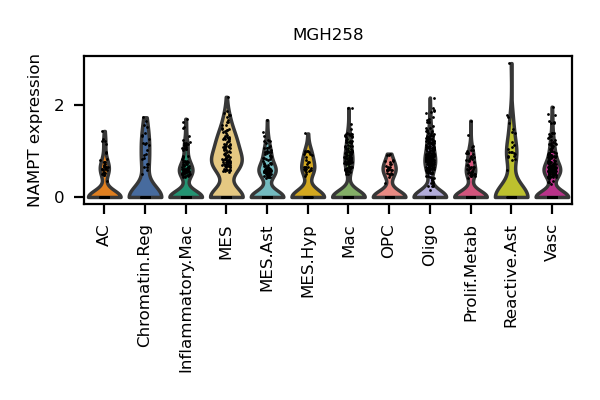 MGH258
NAMPT expression
2
0
AC
Chromatin.Reg
Inflammatory.Mac
MES
MES.Ast
MES.Hyp
Mac
OPC
Oligo
Prolif.Metab
Reactive.Ast
Vasc